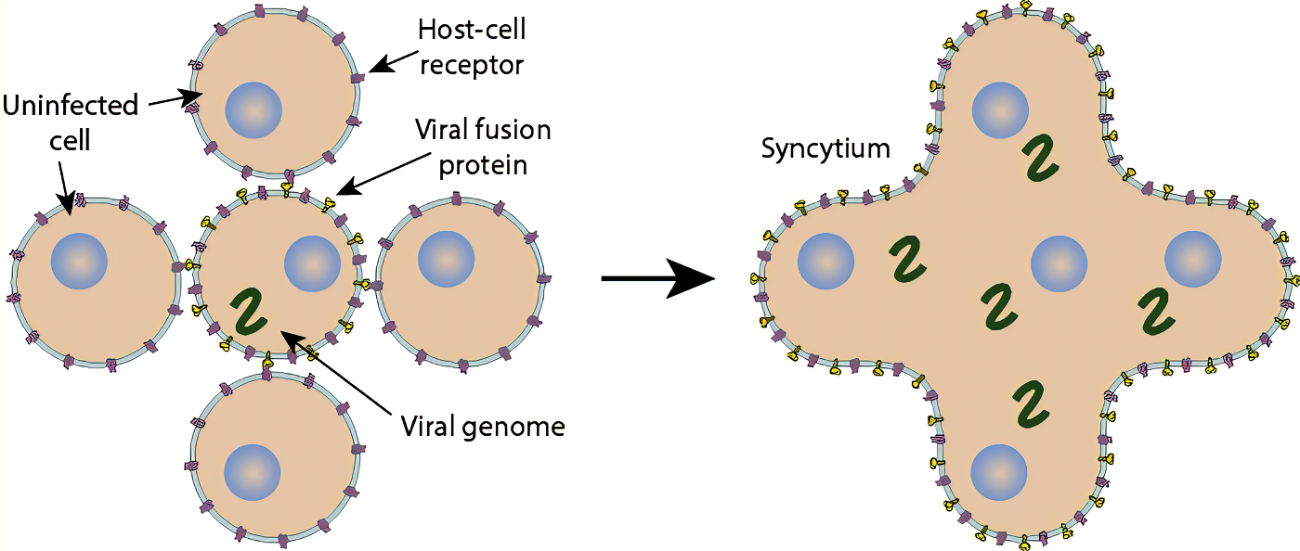 Host-cell
receptor
Uninfected
cell
Viral fusion
protein
Syncytium
Viral genome